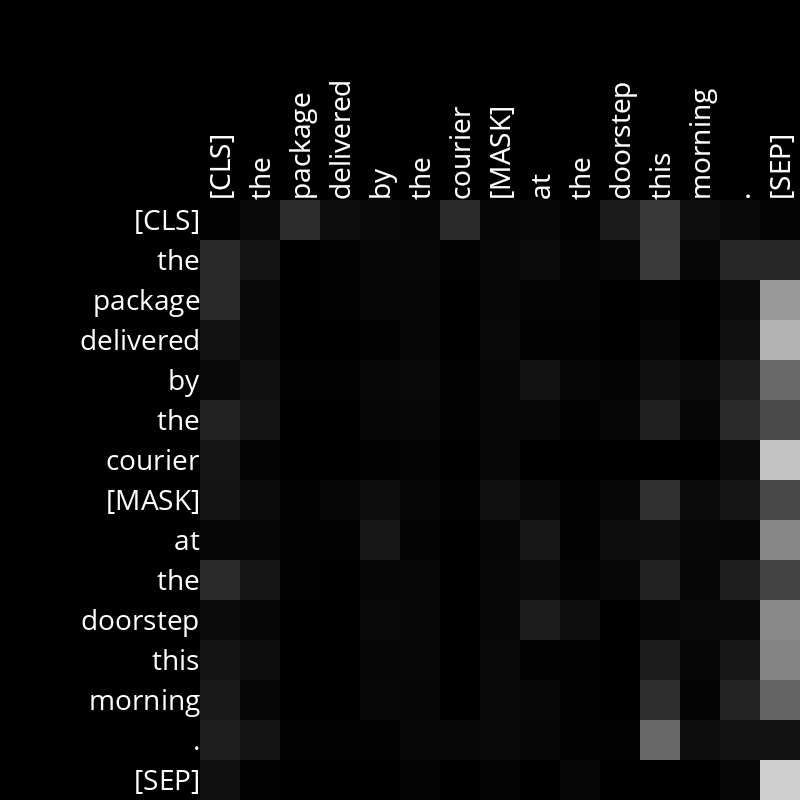 [CLS] the package delivered by the courier [MASK] at the doorstep this morning . [SEP]
[CLS]
the
package
delivered
by
the
courier
[MASK]
at
the
doorstep
this
morning
.
[SEP]